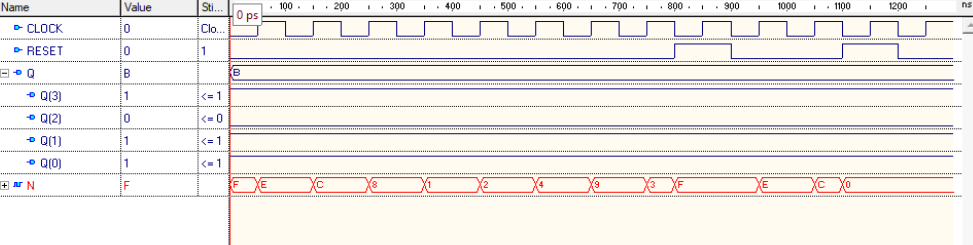 Name Value Sti... 100 200 300 400 500 600 700 800 900 1000 1100 1200 ns
0 ps
CLOCK 0 Clo...
RESET 0 1
Q B B
Q(3) 1 <= 1
Q(2) 0 <= 0
Q(1) 1 <= 1
Q(0) 1 <= 1
N F F E C 8 1 2 4 9 3 F E C 0